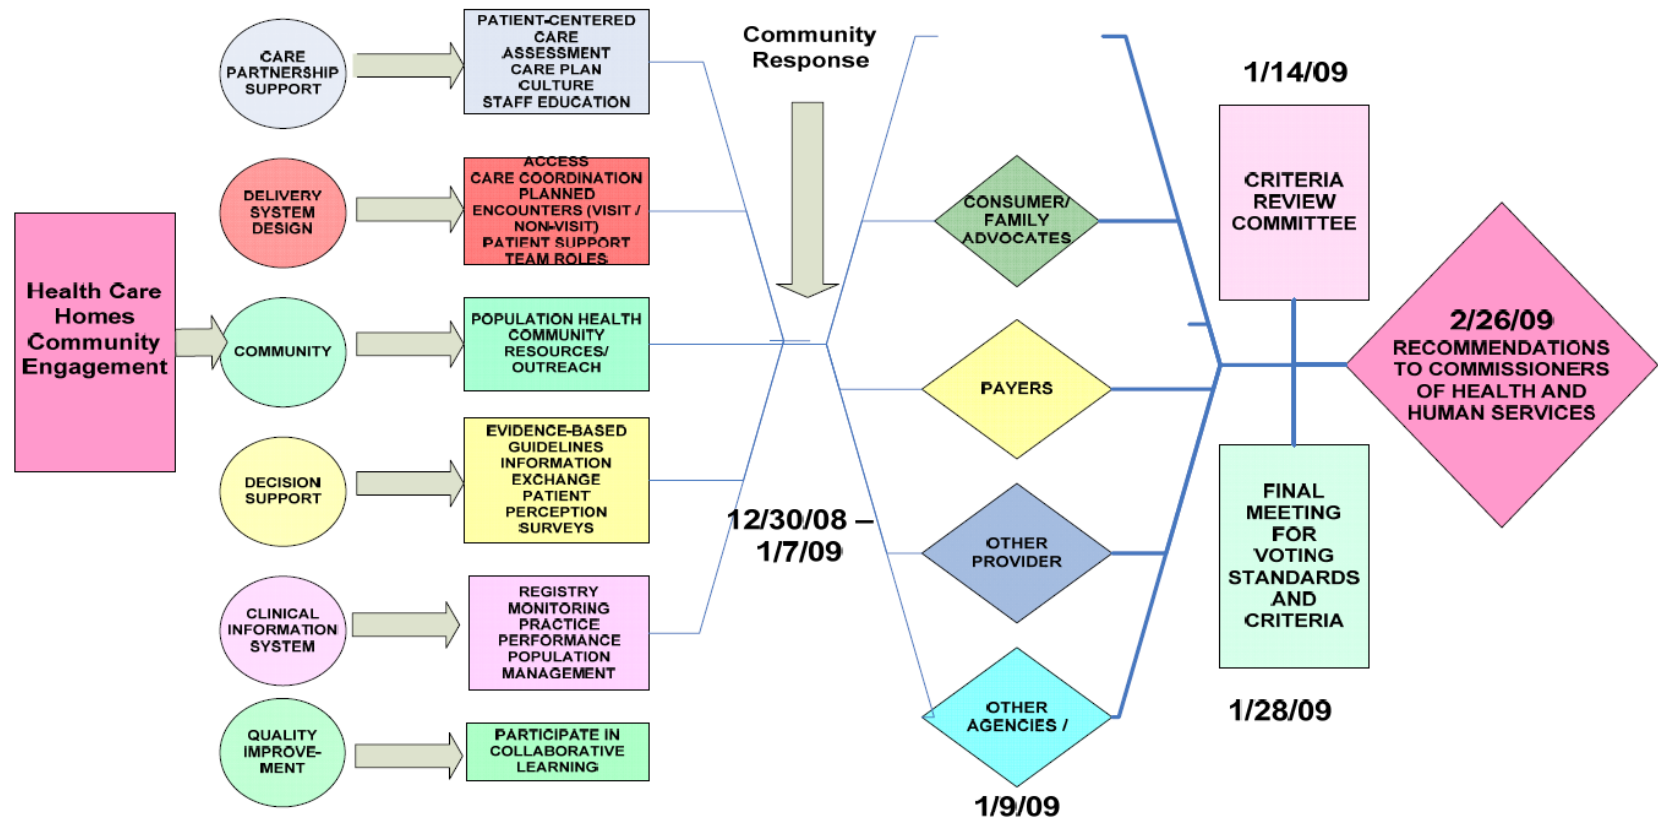 Health Care
Homes
Community
Engagement
CARE
PARTNERSHIP
SUPPORT
PATIENT-CENTERED
CARE
ASSESSMENT
CARE PLAN
CULTURE
STAFF EDUCATION
DELIVERY
SYSTEM
DESIGN
ACCESS
CARE COORDINATION
PLANNED
ENCOUNTERS (VISIT /
NON-VISIT)
PATIENT SUPPORT
TEAM ROLES
COMMUNITY
POPULATION HEALTH
COMMUNITY
RESOURCES/
OUTREACH
DECISION
SUPPORT
EVIDENCE-BASED
GUIDELINES
INFORMATION
EXCHANGE
PATIENT
PERCEPTION
SURVEYS
CLINICAL
INFORMATION
SYSTEM
REGISTRY
MONITORING
PRACTICE
PERFORMANCE
POPULATION
MANAGEMENT
QUALITY
IMPROVE-
MENT
PARTICIPATE IN
COLLABORATIVE
LEARNING
Community
Response
12/30/08 –
1/7/09
CONSUMER/
FAMILY
ADVOCATES
PAYERS
OTHER
PROVIDER
OTHER
AGENCIES /
1/9/09
1/14/09
CRITERIA
REVIEW
COMMITTEE
FINAL
MEETING
FOR
VOTING
STANDARDS
AND
CRITERIA
1/28/09
2/26/09
RECOMMENDATIONS
TO COMMISSIONERS
OF HEALTH AND
HUMAN SERVICES